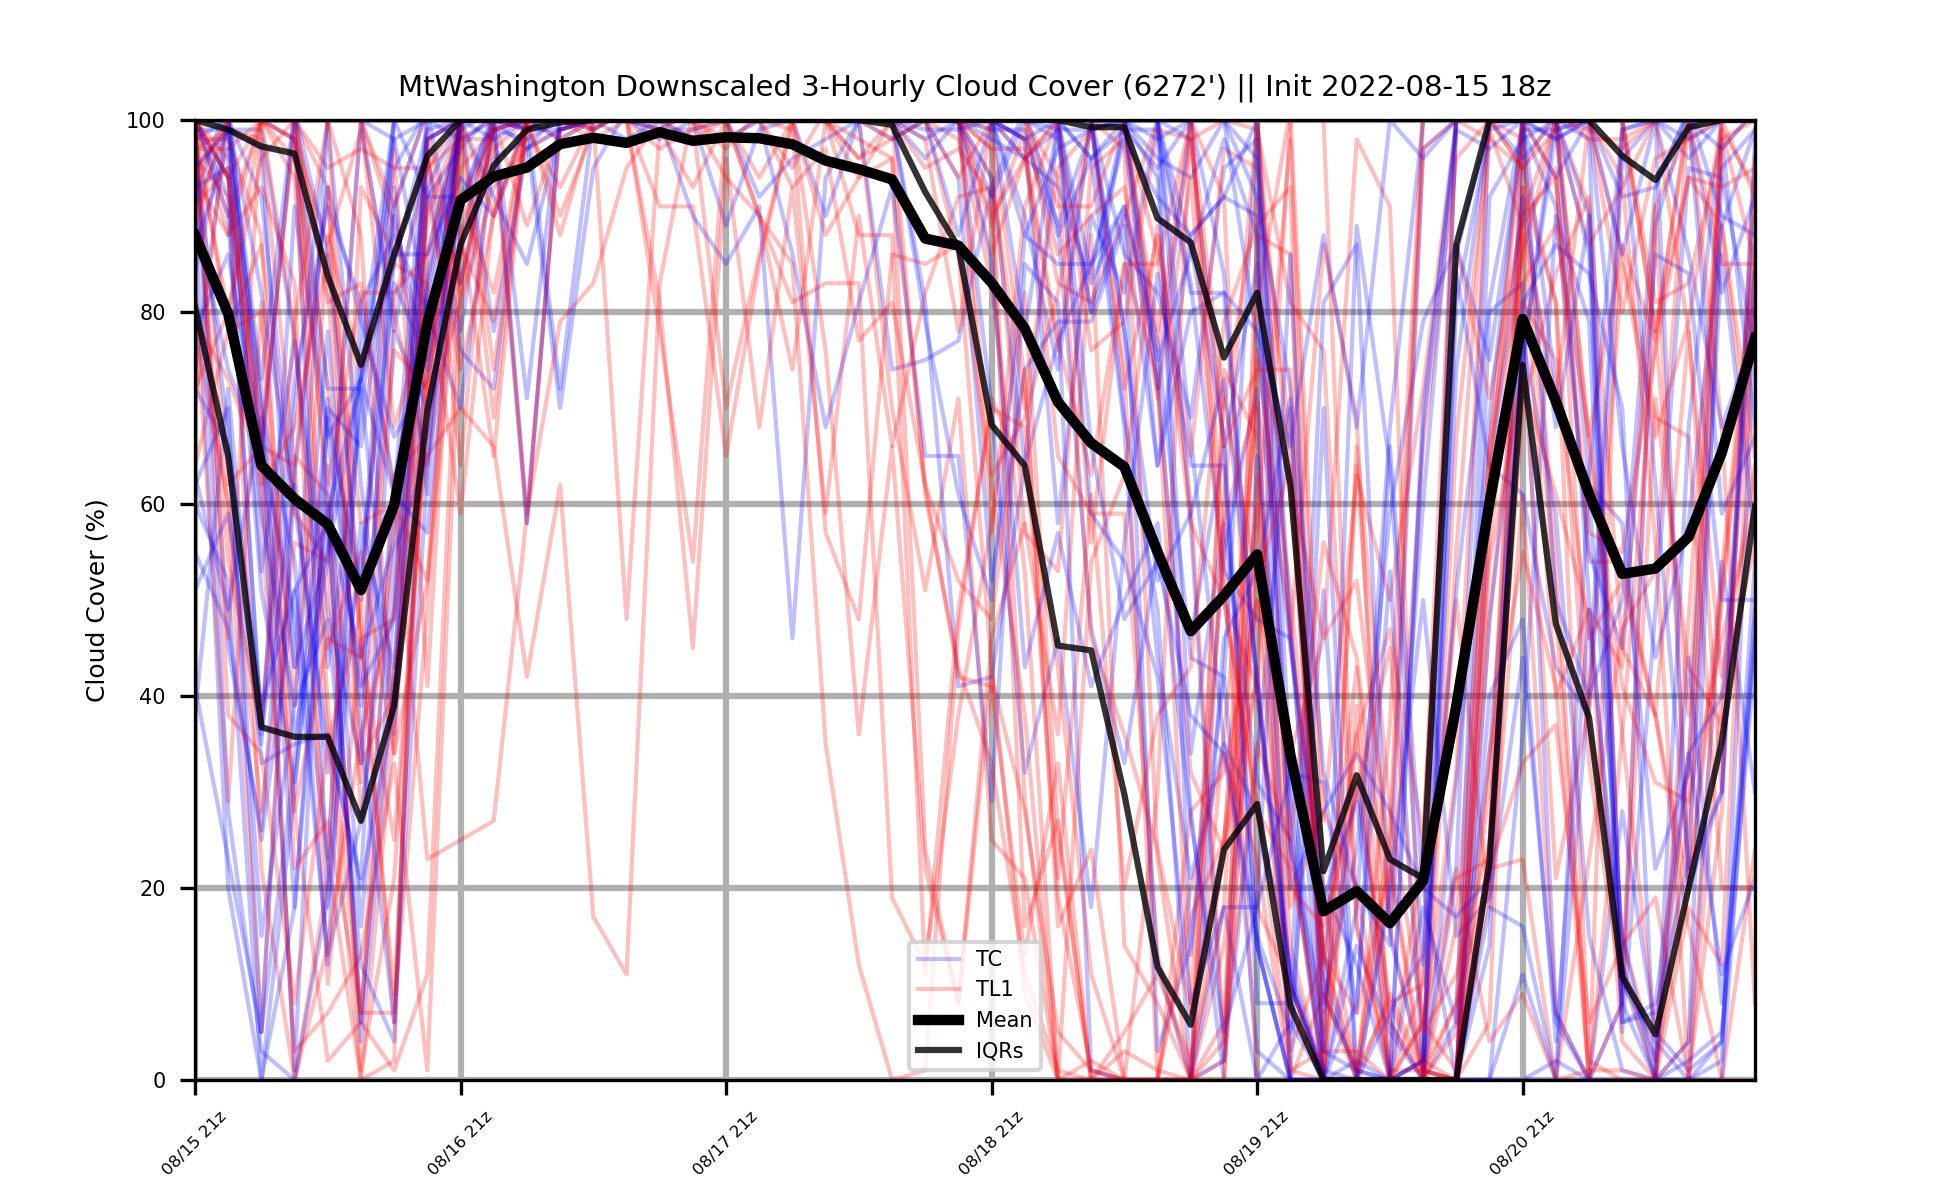 MtWashington Downscaled 3-Hourly Cloud Cover (6272') || Init 2022-08-15 18z
Cloud Cover (%)
100
80
60
40
20
0
TC
TL1
Mean
IQRs
08/15 21z
08/16 21z
08/17 21z
08/18 21z
08/19 21z
08/20 21z